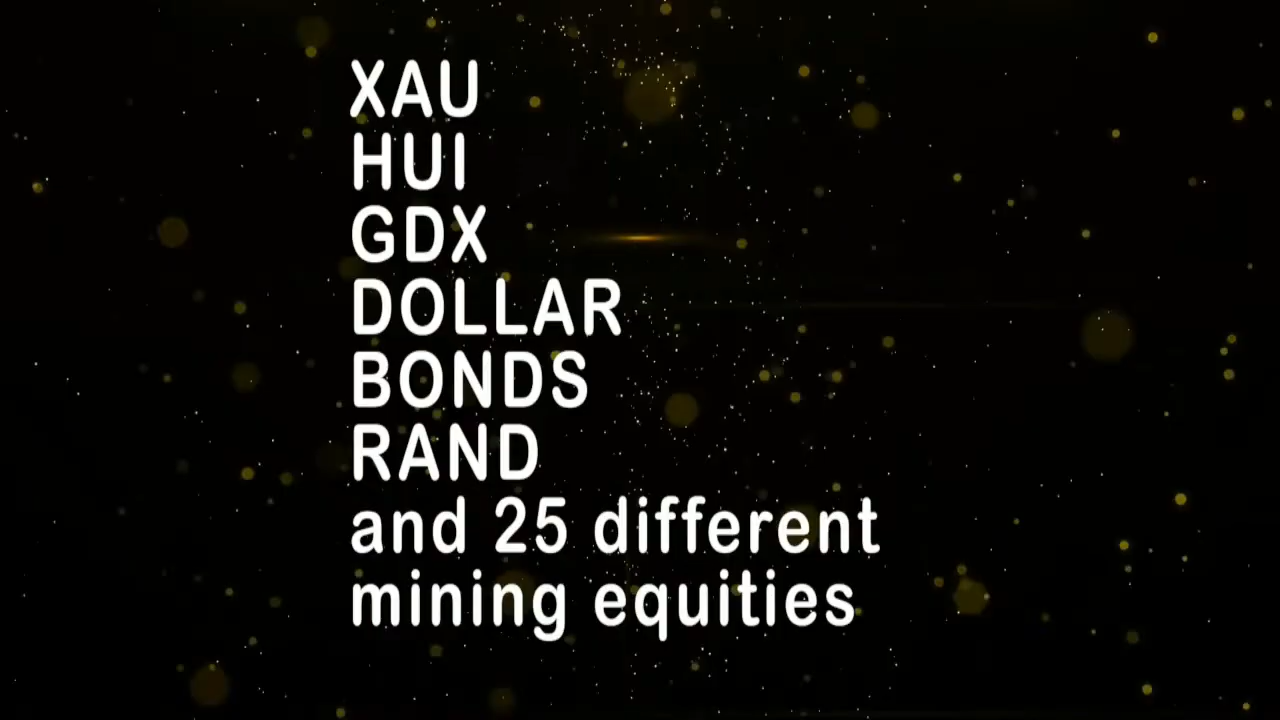 XAU
HUI
GDX
DOLLAR
BONDS
RAND
and 25 different
mining equities